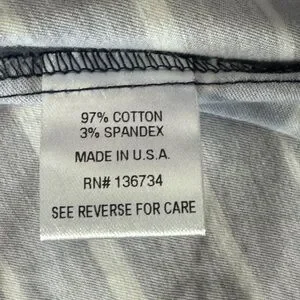 97% COTTON
3% SPANDEX
MADE IN U.S.A.
RN# 136734
SEE REVERSE FOR CARE